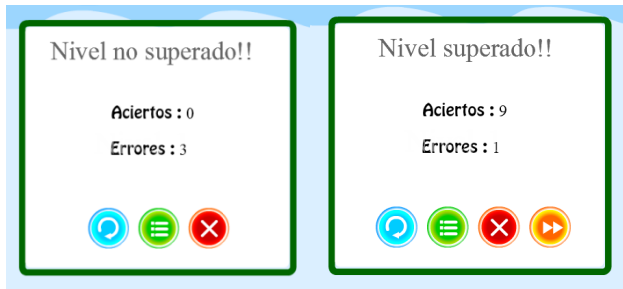 Nivel no superado!!
Aciertos : 0
Errores : 3
Nivel superado!!
Aciertos : 9
Errores : 1